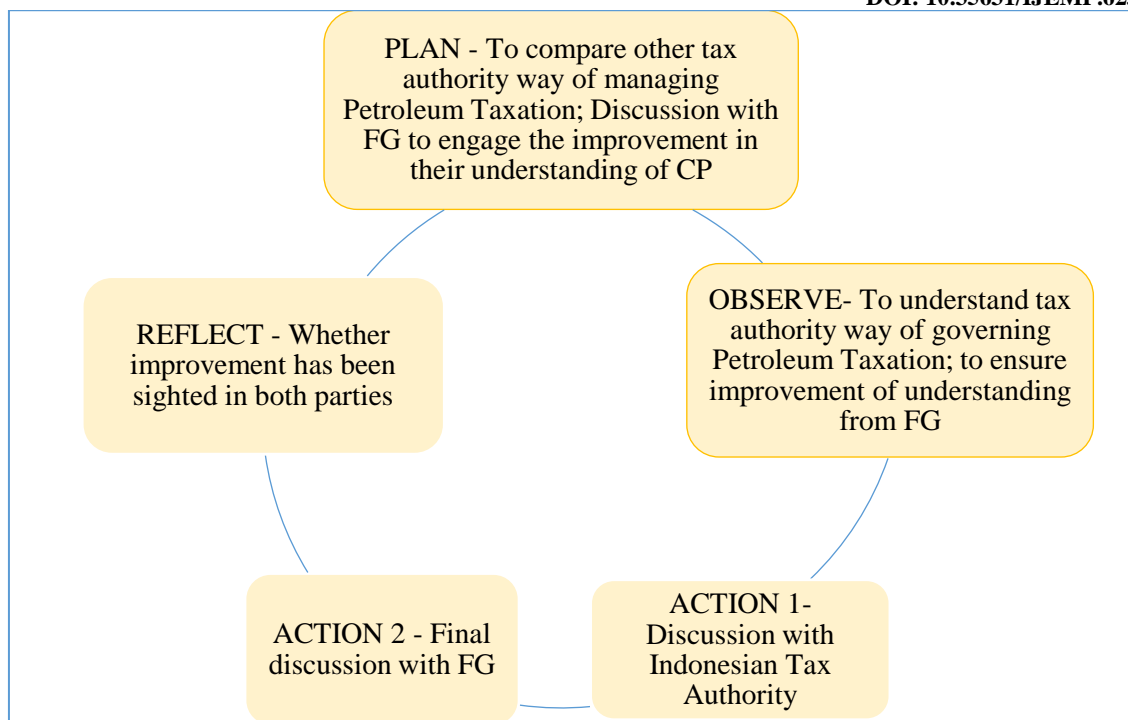 PLAN - To compare other tax
authority way of managing
Petroleum Taxation; Discussion with
FG to engage the improvement in
their understanding of CP
OBSERVE- To understand tax
authority way of governing
Petroleum Taxation; to ensure
improvement of understanding
from FG
ACTION 1-
Discussion with
Indonesian Tax
Authority
ACTION 2 - Final
discussion with FG
REFLECT - Whether
improvement has been
sighted in both parties